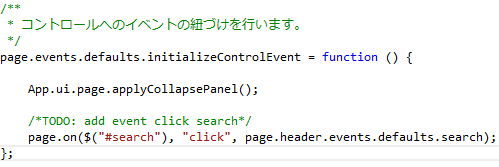 /**
 * コントロールへのイベントの紐づけを行います。
 */
page.events.defaults.initializeControlEvent = function () {
    App.ui.page.applyCollapsePanel();
    /*TODO: add event click search*/
    page.on($("#search"), "click", page.header.events.defaults.search);
};